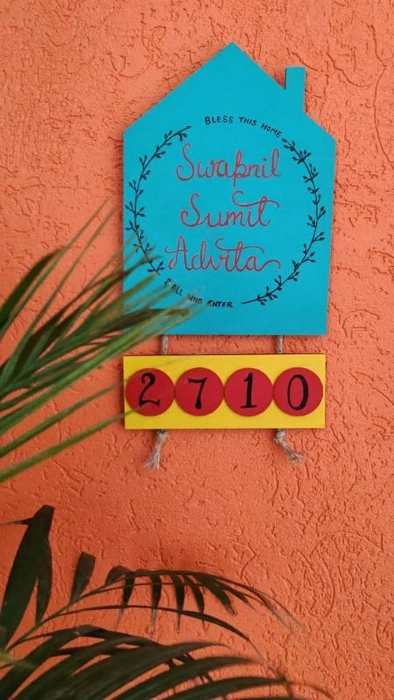 BLESS THIS HOME
Swapnil
Sumit
Advita
& ALL WHO ENTER
2710